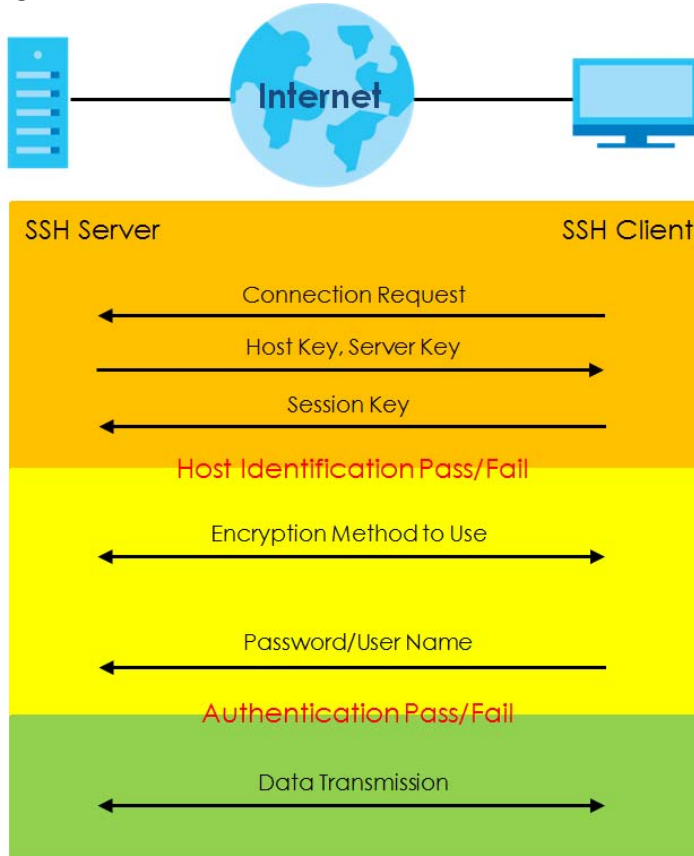 Internet
SSH Server
SSH Client
Connection Request
Host Key, Server Key
Session Key
Host Identification Pass/Fail
Encryption Method to Use
Password/User Name
Authentication Pass/Fail
Data Transmission